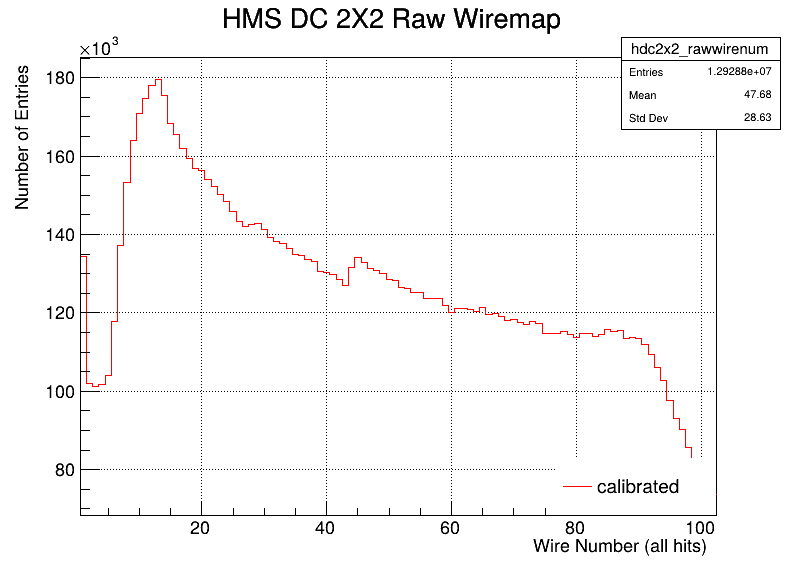 HMS DC 2X2 Raw Wiremap
×10³
hdc2x2_rawwirenum
Entries 1.29288e+07
Mean 47.68
Std Dev 28.63
Number of Entries
180
160
140
120
100
80
calibrated
20 40 60 80 100
Wire Number (all hits)